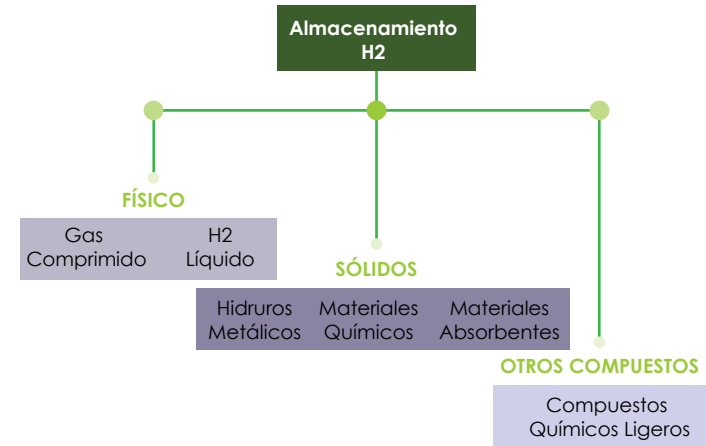 Almacenamiento
H2
FÍSICO
Gas
Comprimido
H2
Líquido
SÓLIDOS
Hidruros
Metálicos
Materiales
Químicos
Materiales
Absorbentes
OTROS COMPUESTOS
Compuestos
Químicos Ligeros